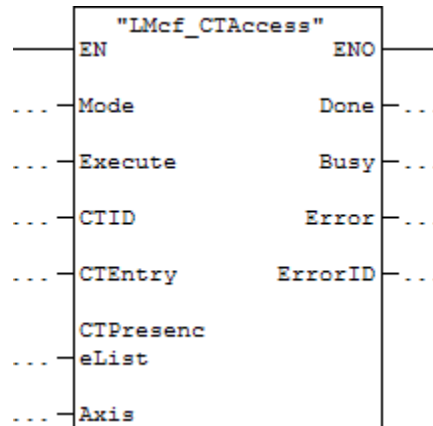 "LMcf_CTAccess"
EN ENO
... Mode Done ...
... Execute Busy ...
... CTID Error ...
... CTEntry ErrorID ...
CTPresenc
... eList
... Axis